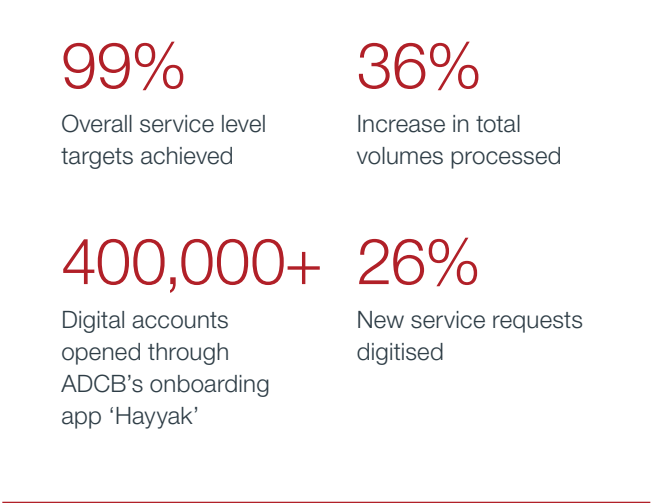 99%
Overall service level
targets achieved
36%
Increase in total
volumes processed
400,000+
Digital accounts
opened through
ADCB’s onboarding
app ‘Hayyak’
26%
New service requests
digitised